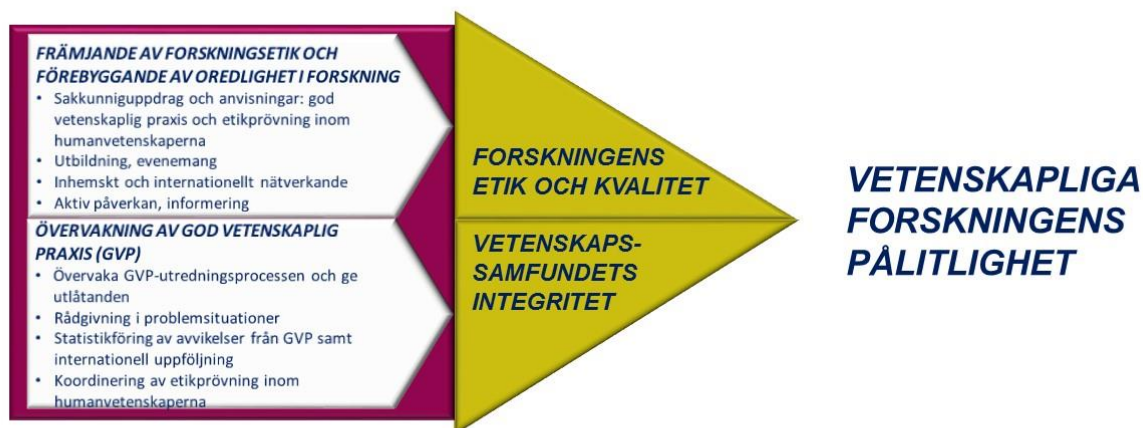 FRÄMJANDE AV FORSKNINGSETIK OCH
FÖREBYGGANDE AV OREDLIGHET I FORSKNING
• Sakkunniguppdrag och anvisningar: god
vetenskaplig praxis och etikprövning inom
humanvetenskaperna
• Utbildning, evenemang
• Inhemskt och internationellt nätverkande
• Aktiv påverkan, informering
ÖVERVAKNING AV GOD VETENSKAPLIG
PRAXIS (GVP)
• Övervaka GVP-utredningsprocessen och ge
utlåtanden
• Rådgivning i problemsituationer
• Statistikföring av avvikelser från GVP samt
internationell uppföljning
• Koordinering av etikprövning inom
humanvetenskaperna
FORSKNINGENS
ETIK OCH KVALITET
VETENSKAPS-
SAMFUNDETS
INTEGRITET
VETENSKAPLIGA
FORSKNINGENS
PÅLITLIGHET